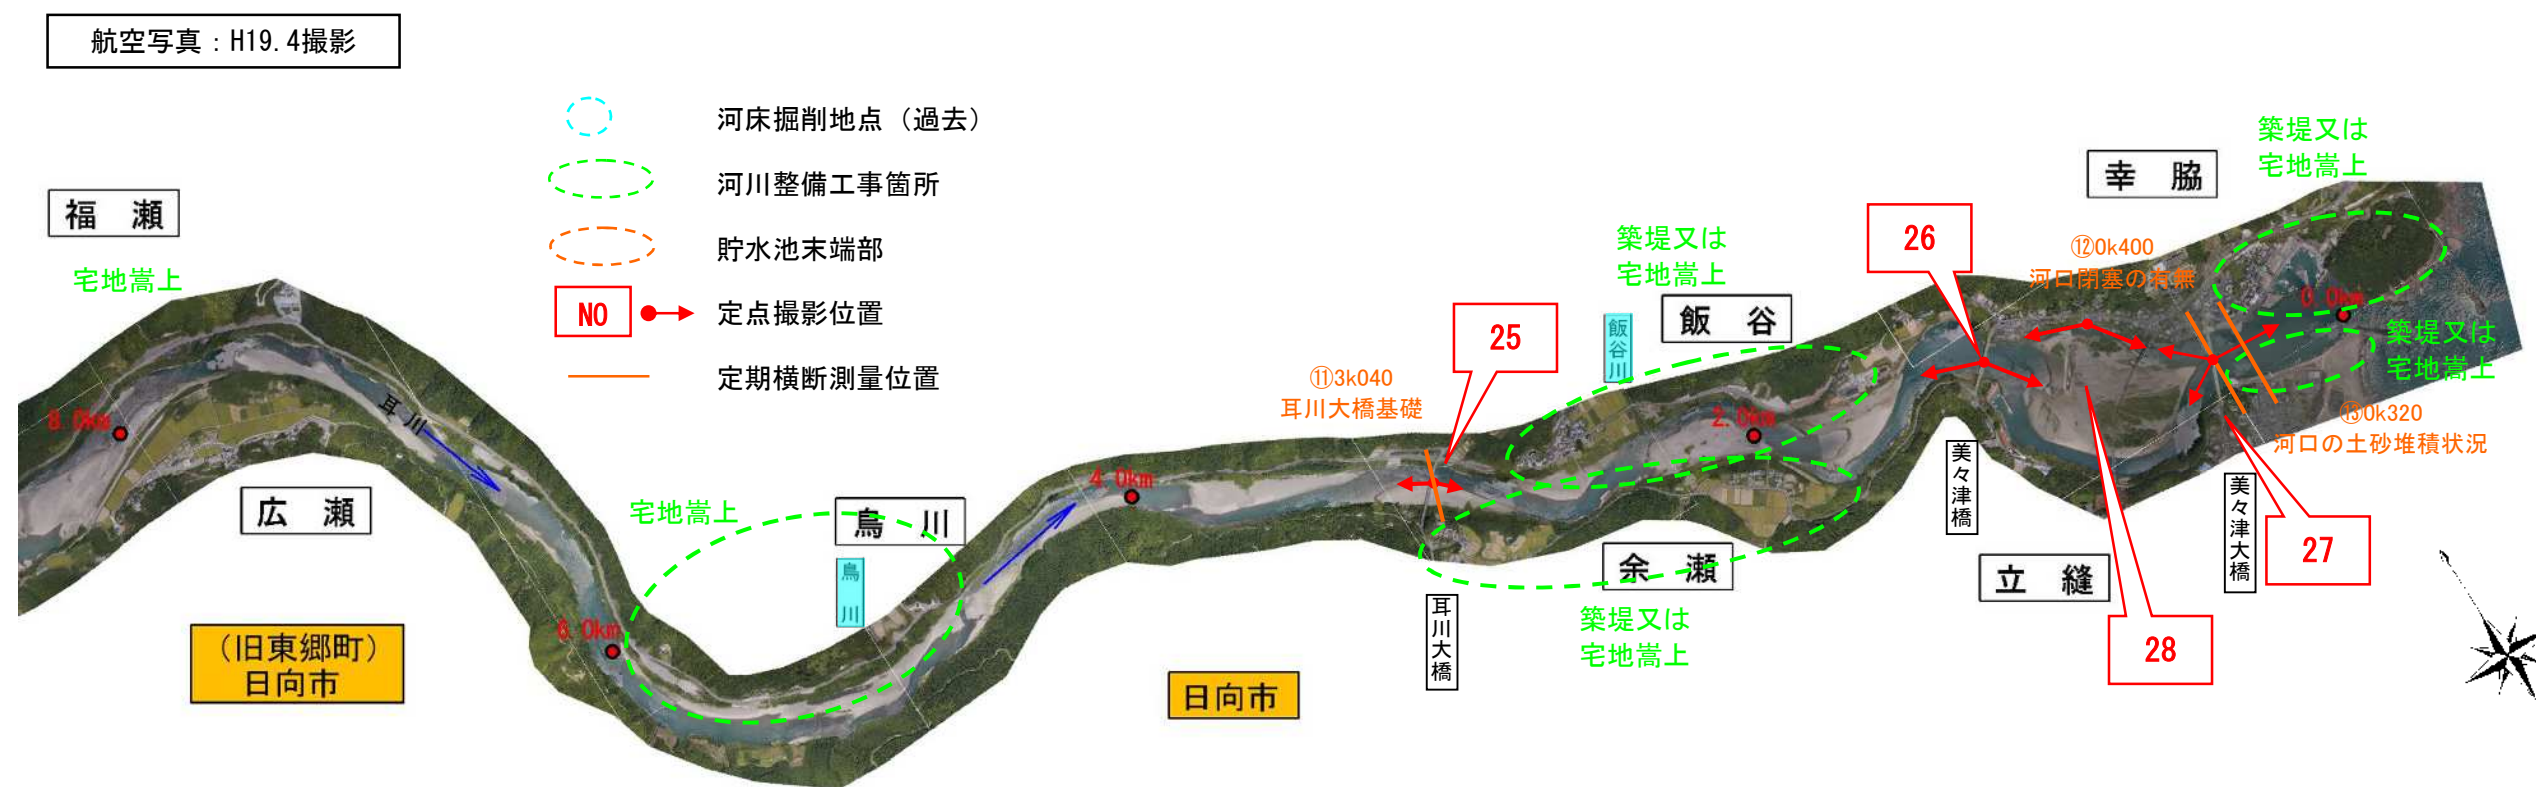 航空写真：H19.4撮影
河床掘削地点（過去）
河川整備工事箇所
貯水池末端部
NO
定点撮影位置
定期横断測量位置
福　瀬
宅地嵩上
8.0km
耳川
広　瀬
（旧東郷町）
日向市
6.0km
宅地嵩上
鳥　川
鳥川
4.0km
日向市
⑪3k040
耳川大橋基礎
25
耳川大橋
築堤又は
宅地嵩上
飯谷川
飯　谷
2.0km
余　瀬
築堤又は
宅地嵩上
26
美々津橋
立　縫
幸　脇
築堤又は
宅地嵩上
⑫0k400
河口閉塞の有無
0.0km
築堤又は
宅地嵩上
⑬0k320
河口の土砂堆積状況
美々津大橋
27
28